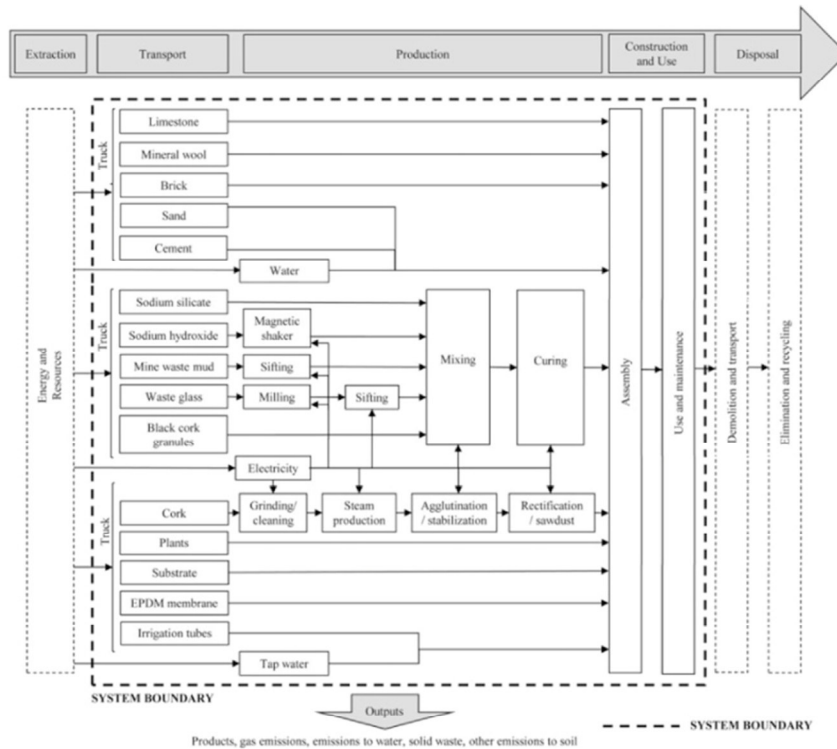 Extraction
Transport
Production
Construction
and Use
Disposal
Energy and
Resources
Truck
Limestone
Mineral wool
Brick
Sand
Cement
Water
Truck
Sodium silicate
Sodium hydroxide
Magnetic
shaker
Mine waste mud
Sifting
Waste glass
Milling
Sifting
Black cork
granules
Mixing
Curing
Electricity
Truck
Cork
Grinding/
cleaning
Steam
production
Agglutination
/ stabilization
Rectification
/ sawdust
Plants
Substrate
EPDM membrane
Irrigation tubes
Tap water
Assembly
Use and maintenance
Demolition and transport
Elimination and recycling
SYSTEM BOUNDARY
Outputs
SYSTEM BOUNDARY
Products, gas emissions, emissions to water, solid waste, other emissions to soil